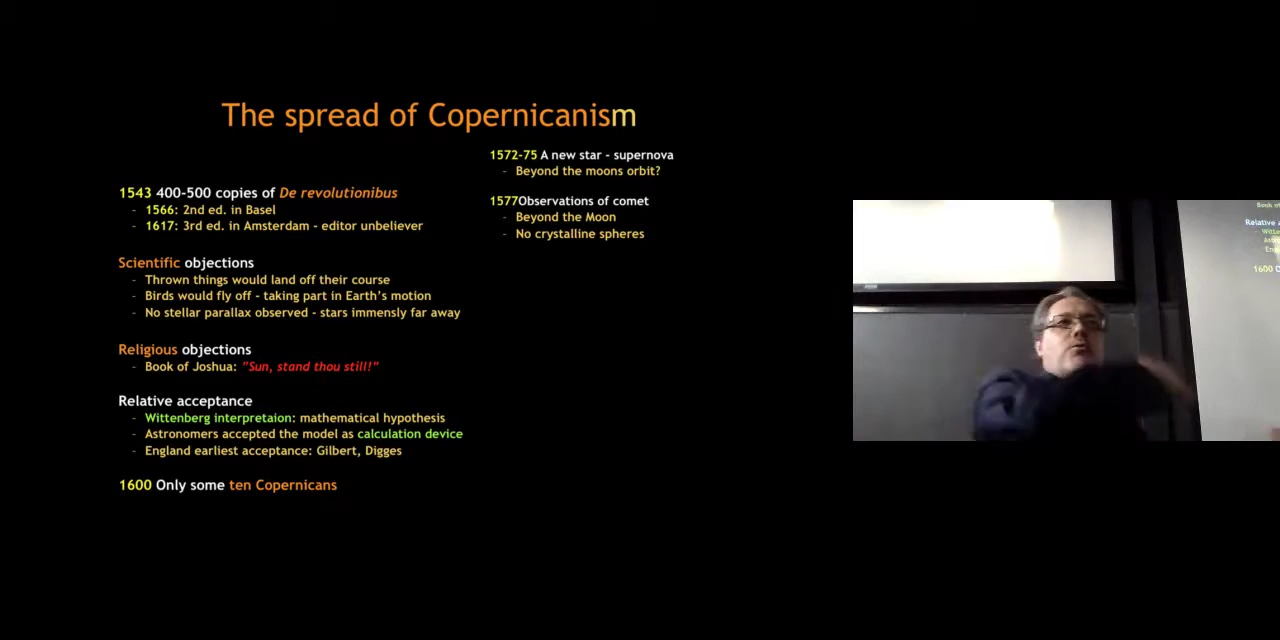 The spread of Copernicanism
1543 400-500 copies of De revolutionibus
- 1566: 2nd ed. in Basel
- 1617: 3rd ed. in Amsterdam - editor unbeliever
Scientific objections
- Thrown things would land off their course
- Birds would fly off - taking part in Earth's motion
- No stellar parallax observed - stars immensly far away
Religious objections
- Book of Joshua: "Sun, stand thou still!"
Relative acceptance
- Wittenberg interpretaion: mathematical hypothesis
- Astronomers accepted the model as calculation device
- England earliest acceptance: Gilbert, Digges
1600 Only some ten Copernicans
1572-75 A new star - supernova
- Beyond the moons orbit?
1577Observations of comet
- Beyond the Moon
- No crystalline spheres
Book of
Relative
1600